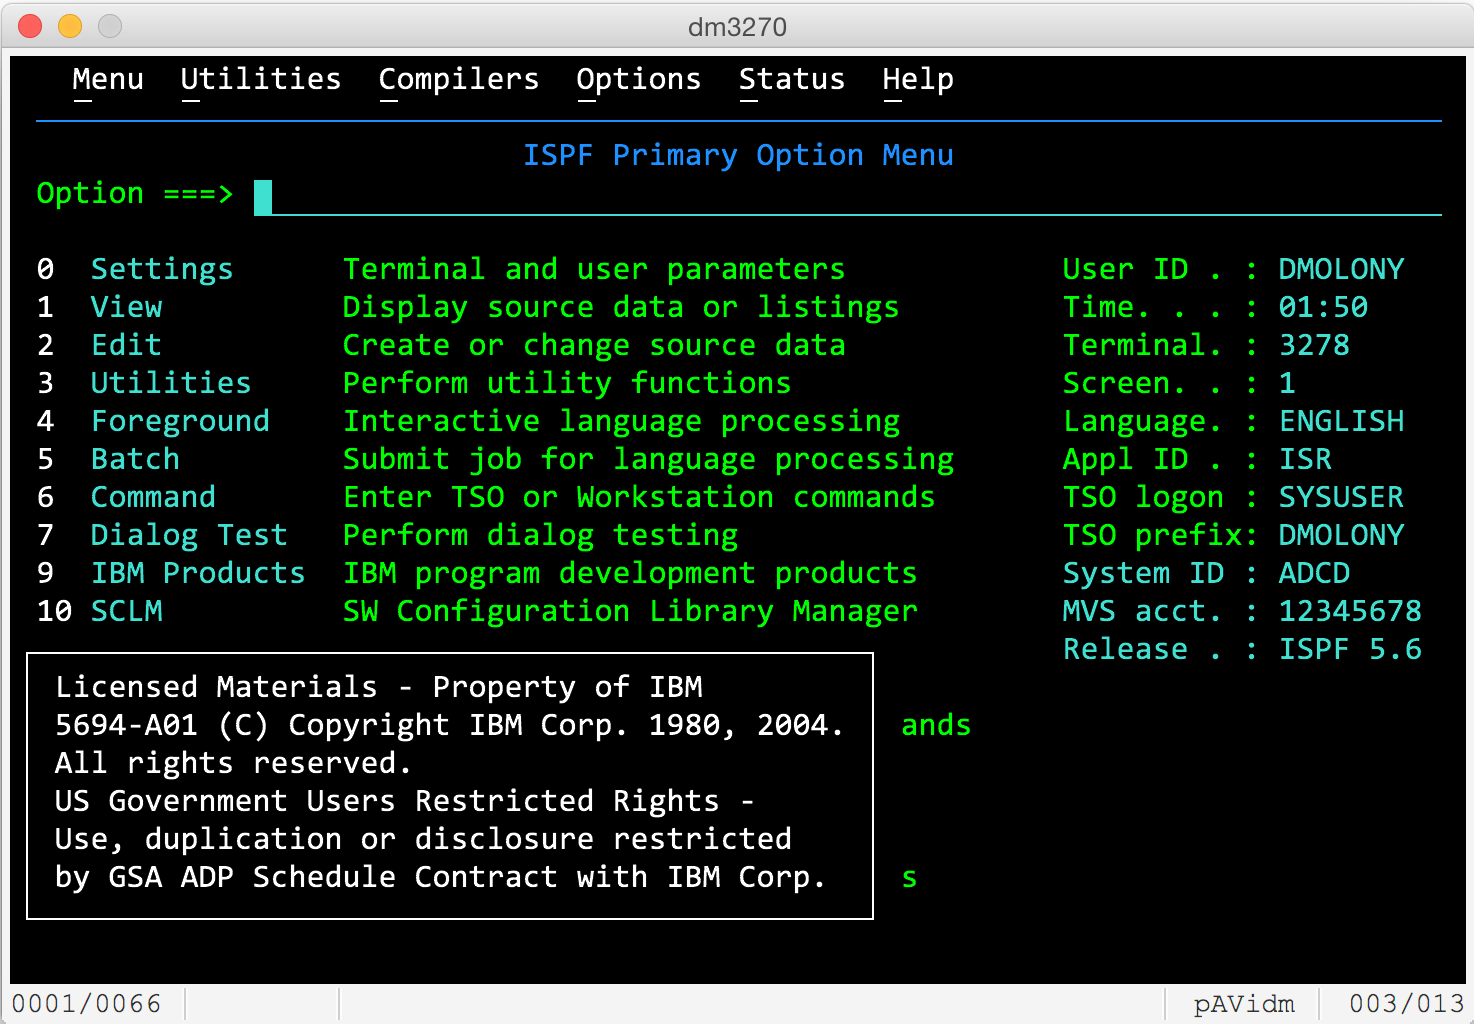 dm3270
Menu Utilities Compilers Options Status Help
ISPF Primary Option Menu
Option ===>
0 Settings Terminal and user parameters User ID . : DMOLONY
1 View Display source data or listings Time. . . : 01:50
2 Edit Create or change source data Terminal. : 3278
3 Utilities Perform utility functions Screen. . : 1
4 Foreground Interactive language processing Language. : ENGLISH
5 Batch Submit job for language processing Appl ID . : ISR
6 Command Enter TSO or Workstation commands TSO logon : SYSUSER
7 Dialog Test Perform dialog testing TSO prefix: DMOLONY
9 IBM Products IBM program development products System ID : ADCD
10 SCLM SW Configuration Library Manager MVS acct. : 12345678
Release . : ISPF 5.6
Licensed Materials - Property of IBM
5694-A01 (C) Copyright IBM Corp. 1980, 2004. ands
All rights reserved.
US Government Users Restricted Rights -
Use, duplication or disclosure restricted
by GSA ADP Schedule Contract with IBM Corp. s
0001/0066 pAVidm 003/013